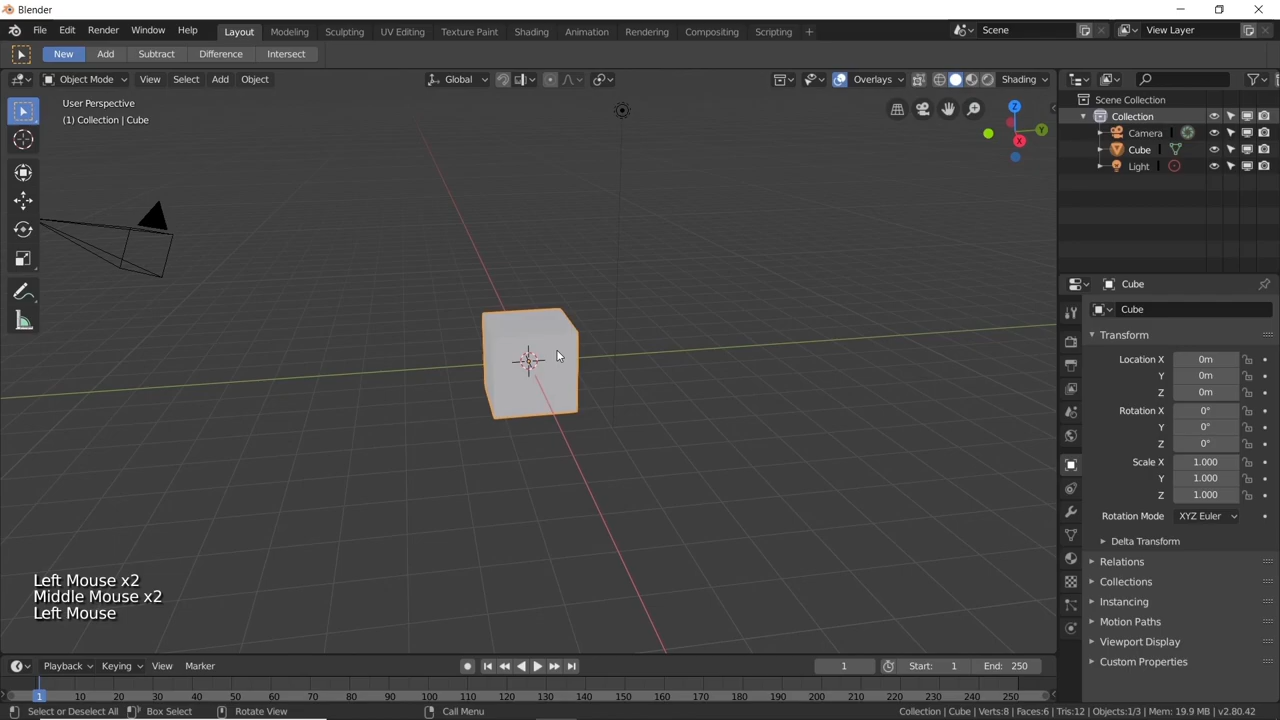 Blender
File Edit Render Window Help Layout Modeling Sculpting UV Editing Texture Paint Shading Animation Rendering Compositing Scripting + Scene View Layer
New Add Subtract Difference Intersect
Object Mode View Select Add Object Global Overlays Shading
User Perspective
(1) Collection | Cube
Z
Y
X
Scene Collection
Collection
Camera
Cube
Light
Cube
Cube
Transform
Location X 0m
Y 0m
Z 0m
Rotation X 0°
Y 0°
Z 0°
Scale X 1.000
Y 1.000
Z 1.000
Rotation Mode XYZ Euler
Delta Transform
Relations
Collections
Instancing
Motion Paths
Viewport Display
Custom Properties
Left Mouse x2
Middle Mouse x2
Left Mouse
Playback Keying View Marker 1 Start: 1 End: 250
1 10 20 30 40 50 60 70 80 90 100 110 120 130 140 150 160 170 180 190 200 210 220 230 240 250
Select or Deselect All Box Select Rotate View Call Menu Collection | Cube | Verts:8 | Faces:6 | Tris:12 | Objects:1/3 | Mem: 19.9 MB | v2.80.42